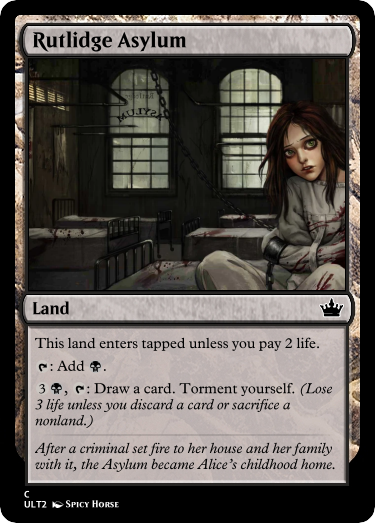 Rutlidge Asylum
ASYLUM
Land
This land enters tapped unless you pay 2 life.
: Add .
3 , : Draw a card. Torment yourself. (Lose
3 life unless you discard a card or sacrifice a
nonland.)
After a criminal set fire to her house and her family
with it, the Asylum became Alice's childhood home.
C
ULT2 SPICY HORSE